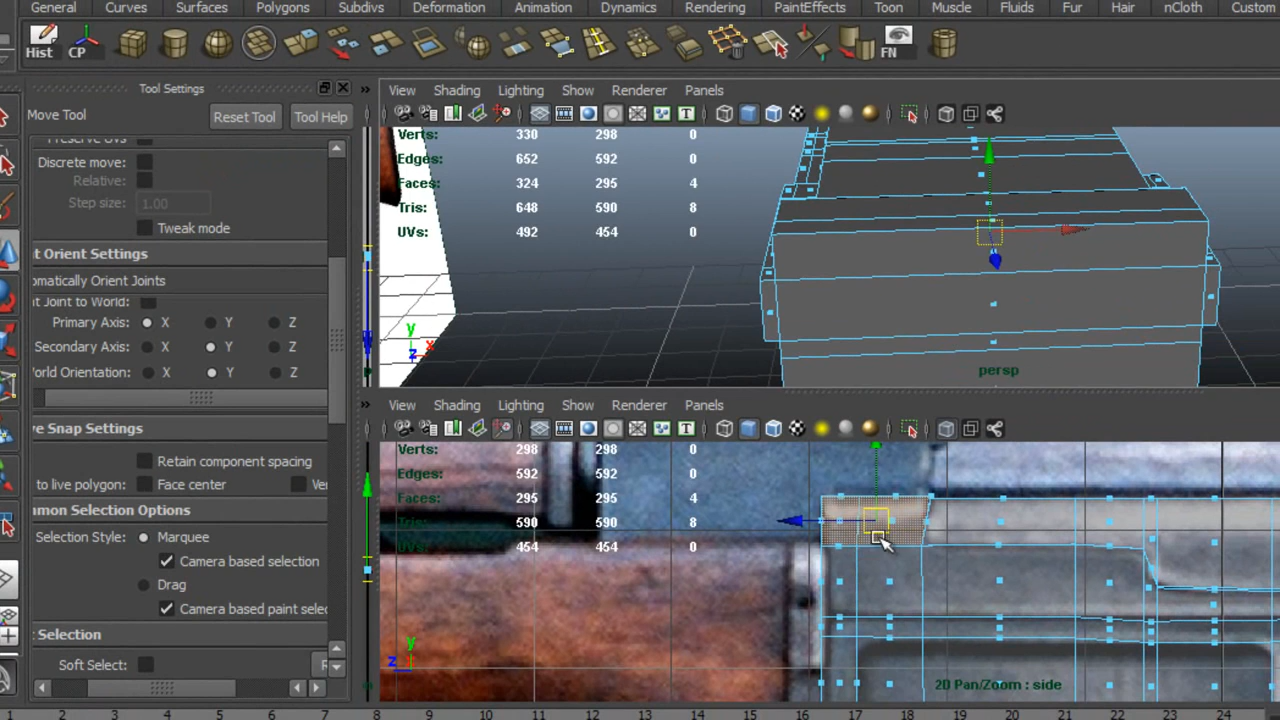 General Curves Surfaces Polygons Subdivs Deformation Animation Dynamics Rendering PaintEffects Toon Muscle Fluids Fur Hair nCloth Custom
Hist CP FN
Tool Settings
Move Tool Reset Tool Tool Help
Discrete move:
Relative:
Step size: 1.00
Tweak mode
t Orient Settings
omatically Orient Joints
t Joint to World:
Primary Axis: X Y Z
Secondary Axis: X Y Z
orld Orientation: X Y Z
ve Snap Settings
Retain component spacing
to live polygon: Face center Ver
mmon Selection Options
Selection Style: Marquee
Camera based selection
Drag
Camera based paint selec
t Selection
Soft Select:
View Shading Lighting Show Renderer Panels
Verts: 330 298 0
Edges: 652 592 0
Faces: 324 295 4
Tris: 648 590 8
UVs: 492 454 0
y
x
z
persp
View Shading Lighting Show Renderer Panels
Verts: 298 298 0
Edges: 592 592 0
Faces: 295 295 4
Tris: 590 590 8
UVs: 454 454 0
y
z
2D Pan/Zoom : side
1 2 3 4 5 6 7 8 9 10 11 12 13 14 15 16 17 18 19 20 21 22 23 24